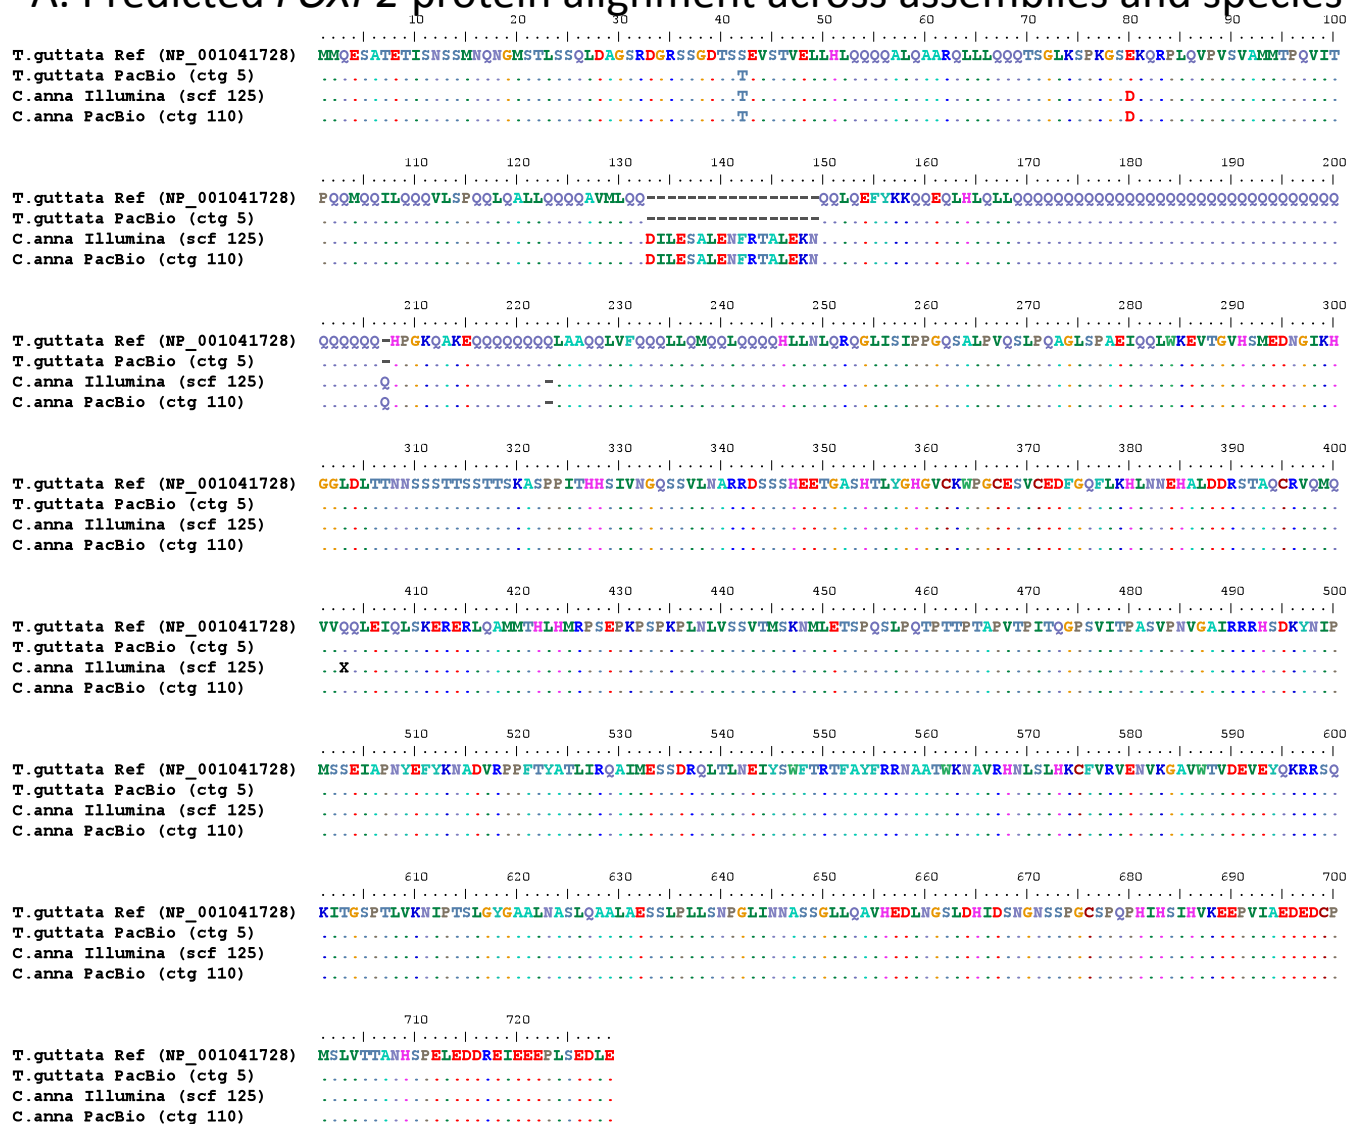 A. Predicted FOXP2 protein alignment across assemblies and species
10 20 30 40 50 60 70 80 90 100
T.guttata Ref (NP_001041728) MMQESATETISNSSMNQNGMSTLSSQLDAGSRDGRSSGDTSSEVSTVELLHLQQQQALQAARQLLLQQQTSGLKSPKGSEKQRPLQVPVSVAMMTPQVIT
T.guttata PacBio (ctg 5) T
C.anna Illumina (scf 125) T D
C.anna PacBio (ctg 110) T D
110 120 130 140 150 160 170 180 190 200
T.guttata Ref (NP_001041728) PQQMQQILQQQVLSPQQLQALLQQQQAVMLQQ-----------------QQLQEFYKKQQEQLHLQLLQQQQQQQQQQQQQQQQQQQQQQQQQQQQQQQ
T.guttata PacBio (ctg 5) -----------------
C.anna Illumina (scf 125) DILESALENFRTALEKN
C.anna PacBio (ctg 110) DILESALENFRTALEKN
210 220 230 240 250 260 270 280 290 300
T.guttata Ref (NP_001041728) QQQQQQ-HPGKQAKEQQQQQQQQLAAQQLVFQQQLLQMQQLQQQQHLLNLQRQGLISIPPGQSALPVQSLPQAGLSPAEIQQLWKEVTGVHSMEDNGIKH
T.guttata PacBio (ctg 5) -
C.anna Illumina (scf 125) Q -
C.anna PacBio (ctg 110) Q -
310 320 330 340 350 360 370 380 390 400
T.guttata Ref (NP_001041728) GGLDLTTNNSSSTTSSTTSKASPPITHHSIVNGQSSVLNARRDSSSHEETGASHTLYGHGVCKWPGCESVCEDFGQFLKHLNNEHALDDRSTAQCRVQMQ
T.guttata PacBio (ctg 5)
C.anna Illumina (scf 125)
C.anna PacBio (ctg 110)
410 420 430 440 450 460 470 480 490 500
T.guttata Ref (NP_001041728) VVQQLEIQLSKERERLQAMMTHLHMRPSEPKPSPKPLNLVSSVTMSKNMLETSPQSLPQTPTTPTAPVTPITQGPSVITPASVPNVGAIRRRHSDKYNIP
T.guttata PacBio (ctg 5)
C.anna Illumina (scf 125) X
C.anna PacBio (ctg 110)
510 520 530 540 550 560 570 580 590 600
T.guttata Ref (NP_001041728) MSSEIAPNYEFYKNADVRPPFTYATLIRQAIMESSDRQLTLNEIYSWFTRTFAYFRRNAATWKNAVRHNLSLHKCFVRVENVKGAVWTVDEVEYQKRRSQ
T.guttata PacBio (ctg 5)
C.anna Illumina (scf 125)
C.anna PacBio (ctg 110)
610 620 630 640 650 660 670 680 690 700
T.guttata Ref (NP_001041728) KITGSPTLVKNIPTSLGYGAALNASLQAALAESSLPLLSNPGLINNASSGLLQAVHEDLNGSLDHIDSNGNSSPGCSPQPHIHSIHVKEEPVIAEDEDCP
T.guttata PacBio (ctg 5)
C.anna Illumina (scf 125)
C.anna PacBio (ctg 110)
710 720
T.guttata Ref (NP_001041728) MSLVTTANHSPELEDDREIEEEPLSEDLE
T.guttata PacBio (ctg 5)
C.anna Illumina (scf 125)
C.anna PacBio (ctg 110)